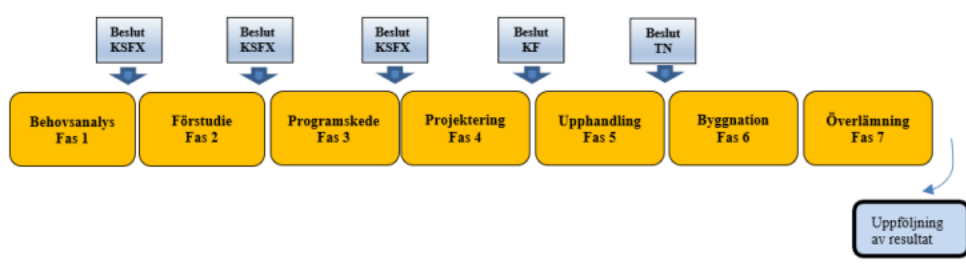 Beslut
KSFX
Beslut
KSFX
Beslut
KSFX
Beslut
KF
Beslut
TN
Behovsanalys
Fas 1
Förstudie
Fas 2
Programskede
Fas 3
Projektering
Fas 4
Upphandling
Fas 5
Byggnation
Fas 6
Överlämning
Fas 7
Uppföljning
av resultat